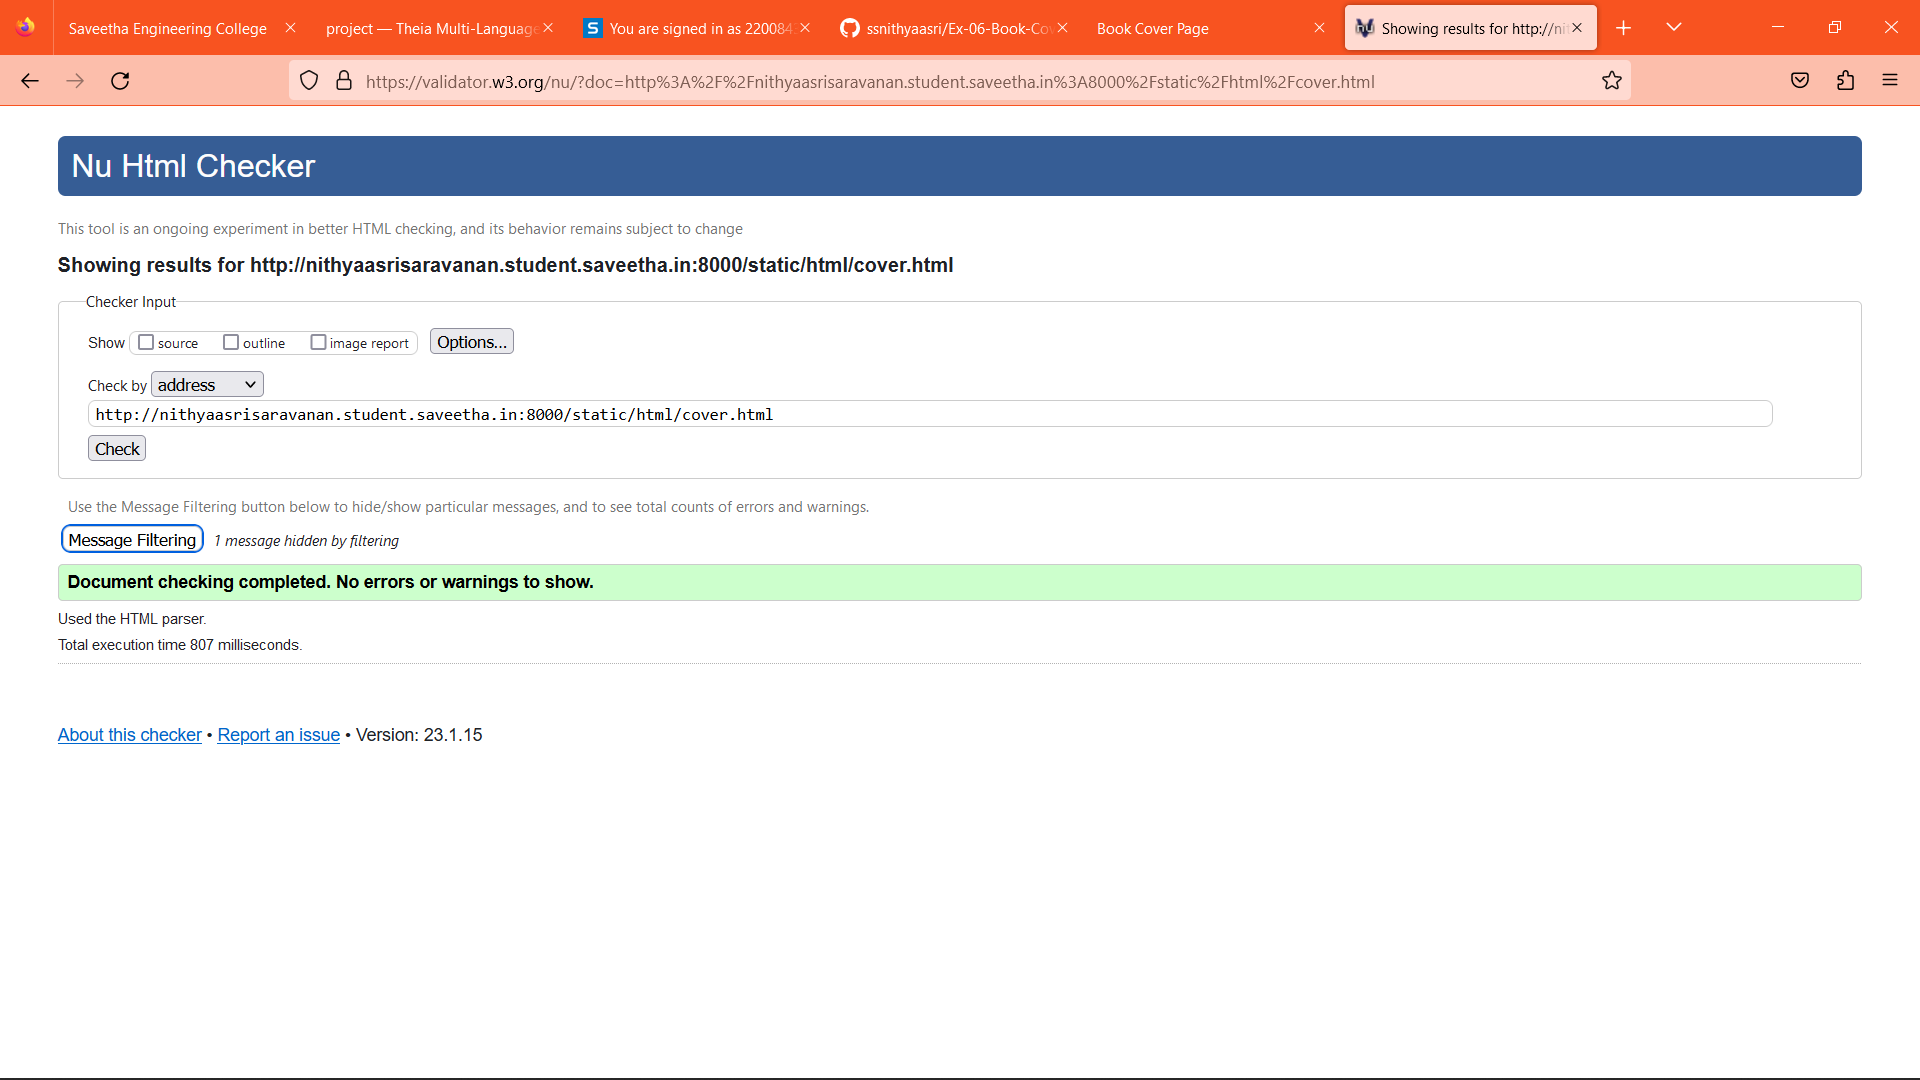 Saveetha Engineering College
project — Theia Multi-Language
You are signed in as 220084
ssnithyaasri/Ex-06-Book-Co
Book Cover Page
Showing results for http://ni
https://validator.w3.org/nu/?doc=http%3A%2F%2Fnithyaasrisaravanan.student.saveetha.in%3A8000%2Fstatic%2Fhtml%2Fcover.html
Nu Html Checker
This tool is an ongoing experiment in better HTML checking, and its behavior remains subject to change
Showing results for http://nithyaasrisaravanan.student.saveetha.in:8000/static/html/cover.html
Checker Input
Show source outline image report Options...
Check by address
http://nithyaasrisaravanan.student.saveetha.in:8000/static/html/cover.html
Check
Use the Message Filtering button below to hide/show particular messages, and to see total counts of errors and warnings.
Message Filtering 1 message hidden by filtering
Document checking completed. No errors or warnings to show.
Used the HTML parser.
Total execution time 807 milliseconds.
About this checker • Report an issue • Version: 23.1.15